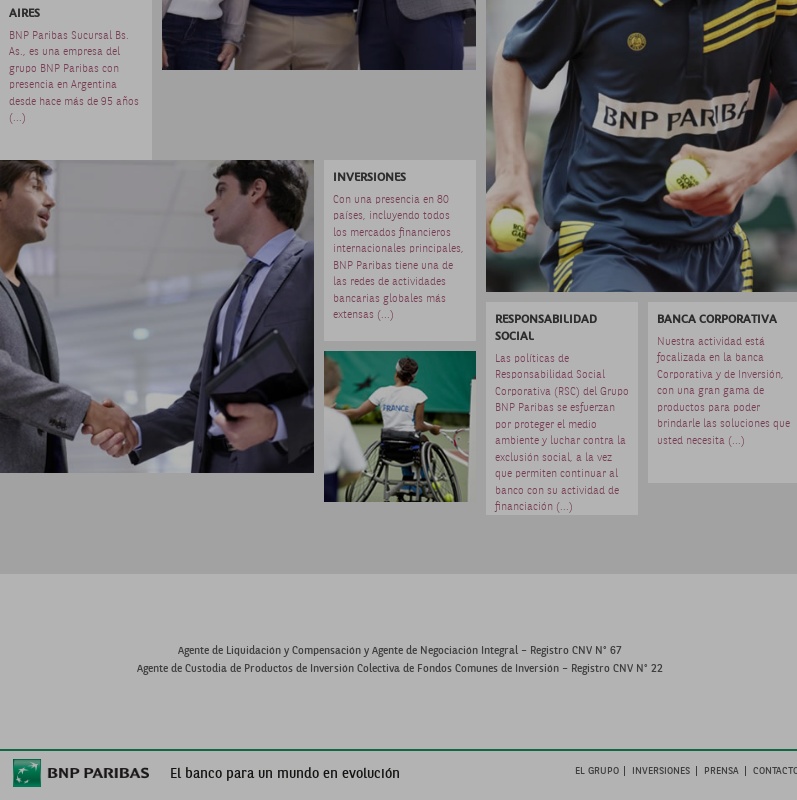 AIRES
BNP Paribas Sucursal Bs.
As., es una empresa del
grupo BNP Paribas con
presencia en Argentina
desde hace más de 95 años
(...)
BNP PARIBA
INVERSIONES
Con una presencia en 80
países, incluyendo todos
los mercados financieros
internacionales principales,
BNP Paribas tiene una de
las redes de actividades
bancarias globales más
extensas (...)
FRANCE
RESPONSABILIDAD
SOCIAL
Las políticas de
Responsabilidad Social
Corporativa (RSC) del Grupo
BNP Paribas se esfuerzan
por proteger el medio
ambiente y luchar contra la
exclusión social, a la vez
que permiten continuar al
banco con su actividad de
financiación (...)
BANCA CORPORATIVA
Nuestra actividad está
focalizada en la banca
Corporativa y de Inversión,
con una gran gama de
productos para poder
brindarle las soluciones que
usted necesita (...)
Agente de Liquidación y Compensación y Agente de Negociación Integral – Registro CNV N° 67
Agente de Custodia de Productos de Inversión Colectiva de Fondos Comunes de Inversión – Registro CNV N° 22
BNP PARIBAS El banco para un mundo en evolución
EL GRUPO | INVERSIONES | PRENSA | CONTACTO